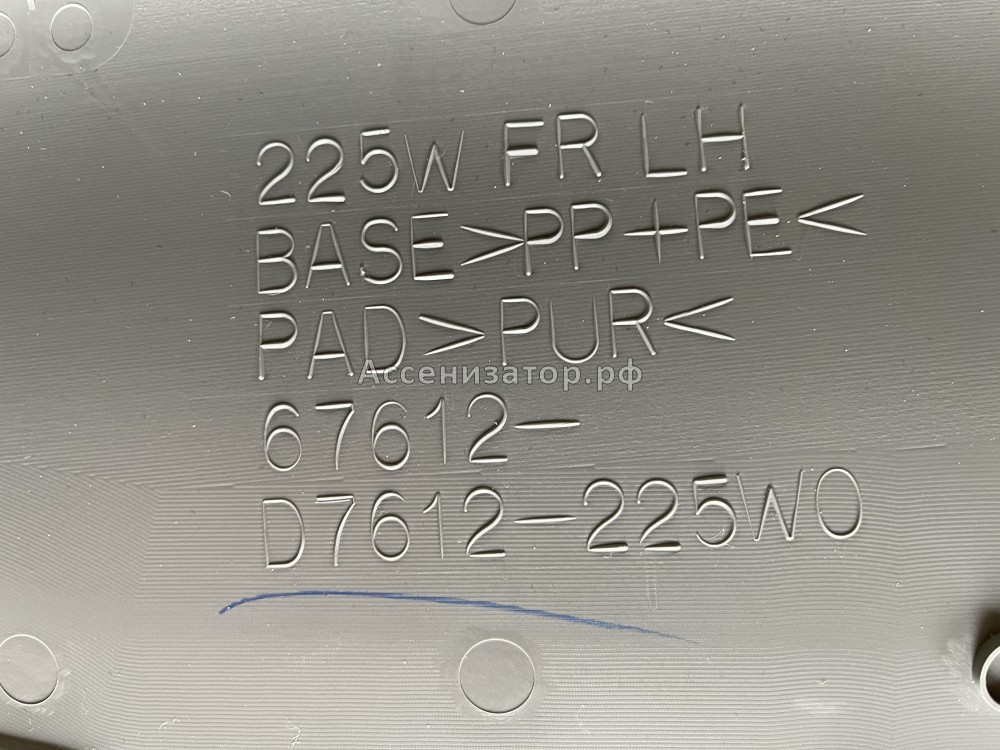 225W FR LH
BASE>PP+PE<
PAD>PUR<
Ассенизатор.рф
67612-
D7612-225W0